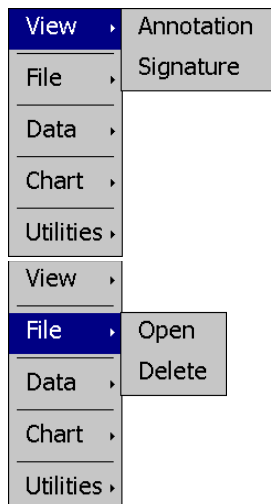 View Annotation
Signature
File
Data
Chart
Utilities
View
File Open
Delete
Data
Chart
Utilities